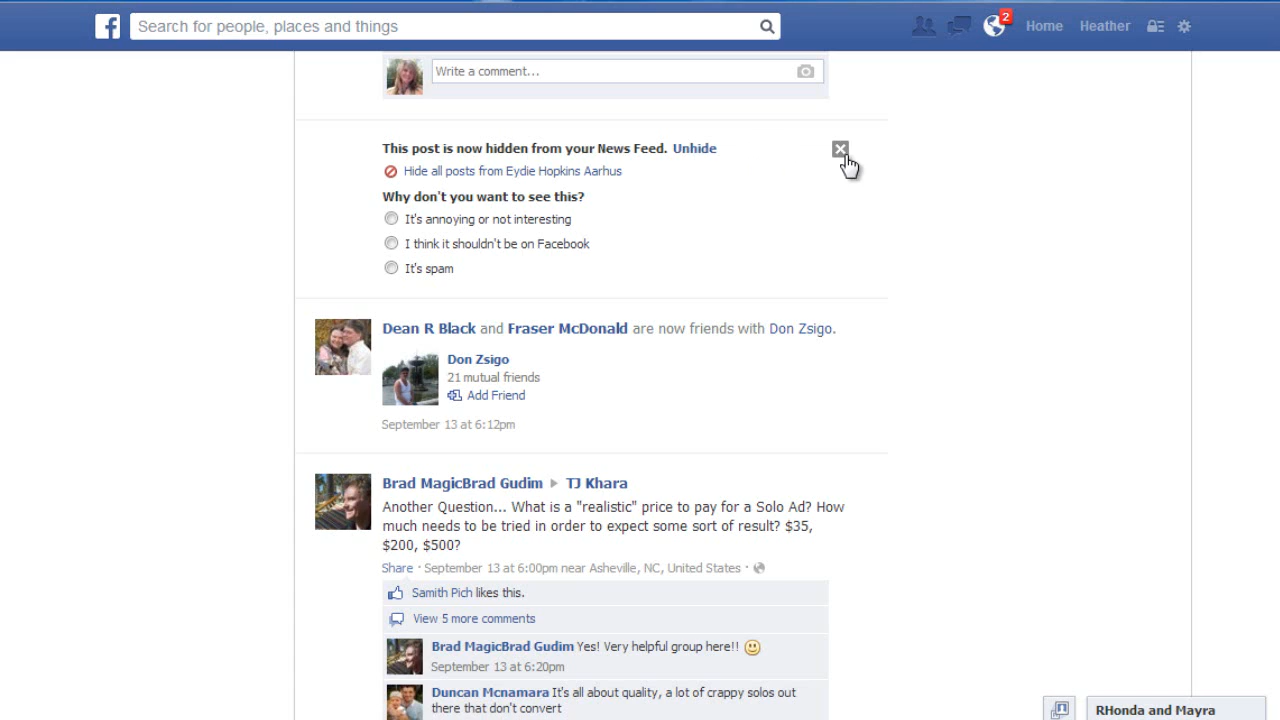 Search for people, places and things
2
Home
Heather
Write a comment...
This post is now hidden from your News Feed. Unhide
Hide all posts from Eydie Hopkins Aarhus
Why don't you want to see this?
It's annoying or not interesting
I think it shouldn't be on Facebook
It's spam
Dean R Black and Fraser McDonald are now friends with Don Zsigo.
Don Zsigo
21 mutual friends
Add Friend
September 13 at 6:12pm
Brad MagicBrad Gudim ▶ TJ Khara
Another Question... What is a "realistic" price to pay for a Solo Ad? How
much needs to be tried in order to expect some sort of result? $35,
$200, $500?
Share · September 13 at 6:00pm near Asheville, NC, United States ·
Samith Pich likes this.
View 5 more comments
Brad MagicBrad Gudim Yes! Very helpful group here!!
September 13 at 6:20pm
Duncan Mcnamara It's all about quality, a lot of crappy solos out
there that don't convert
RHonda and Mayra